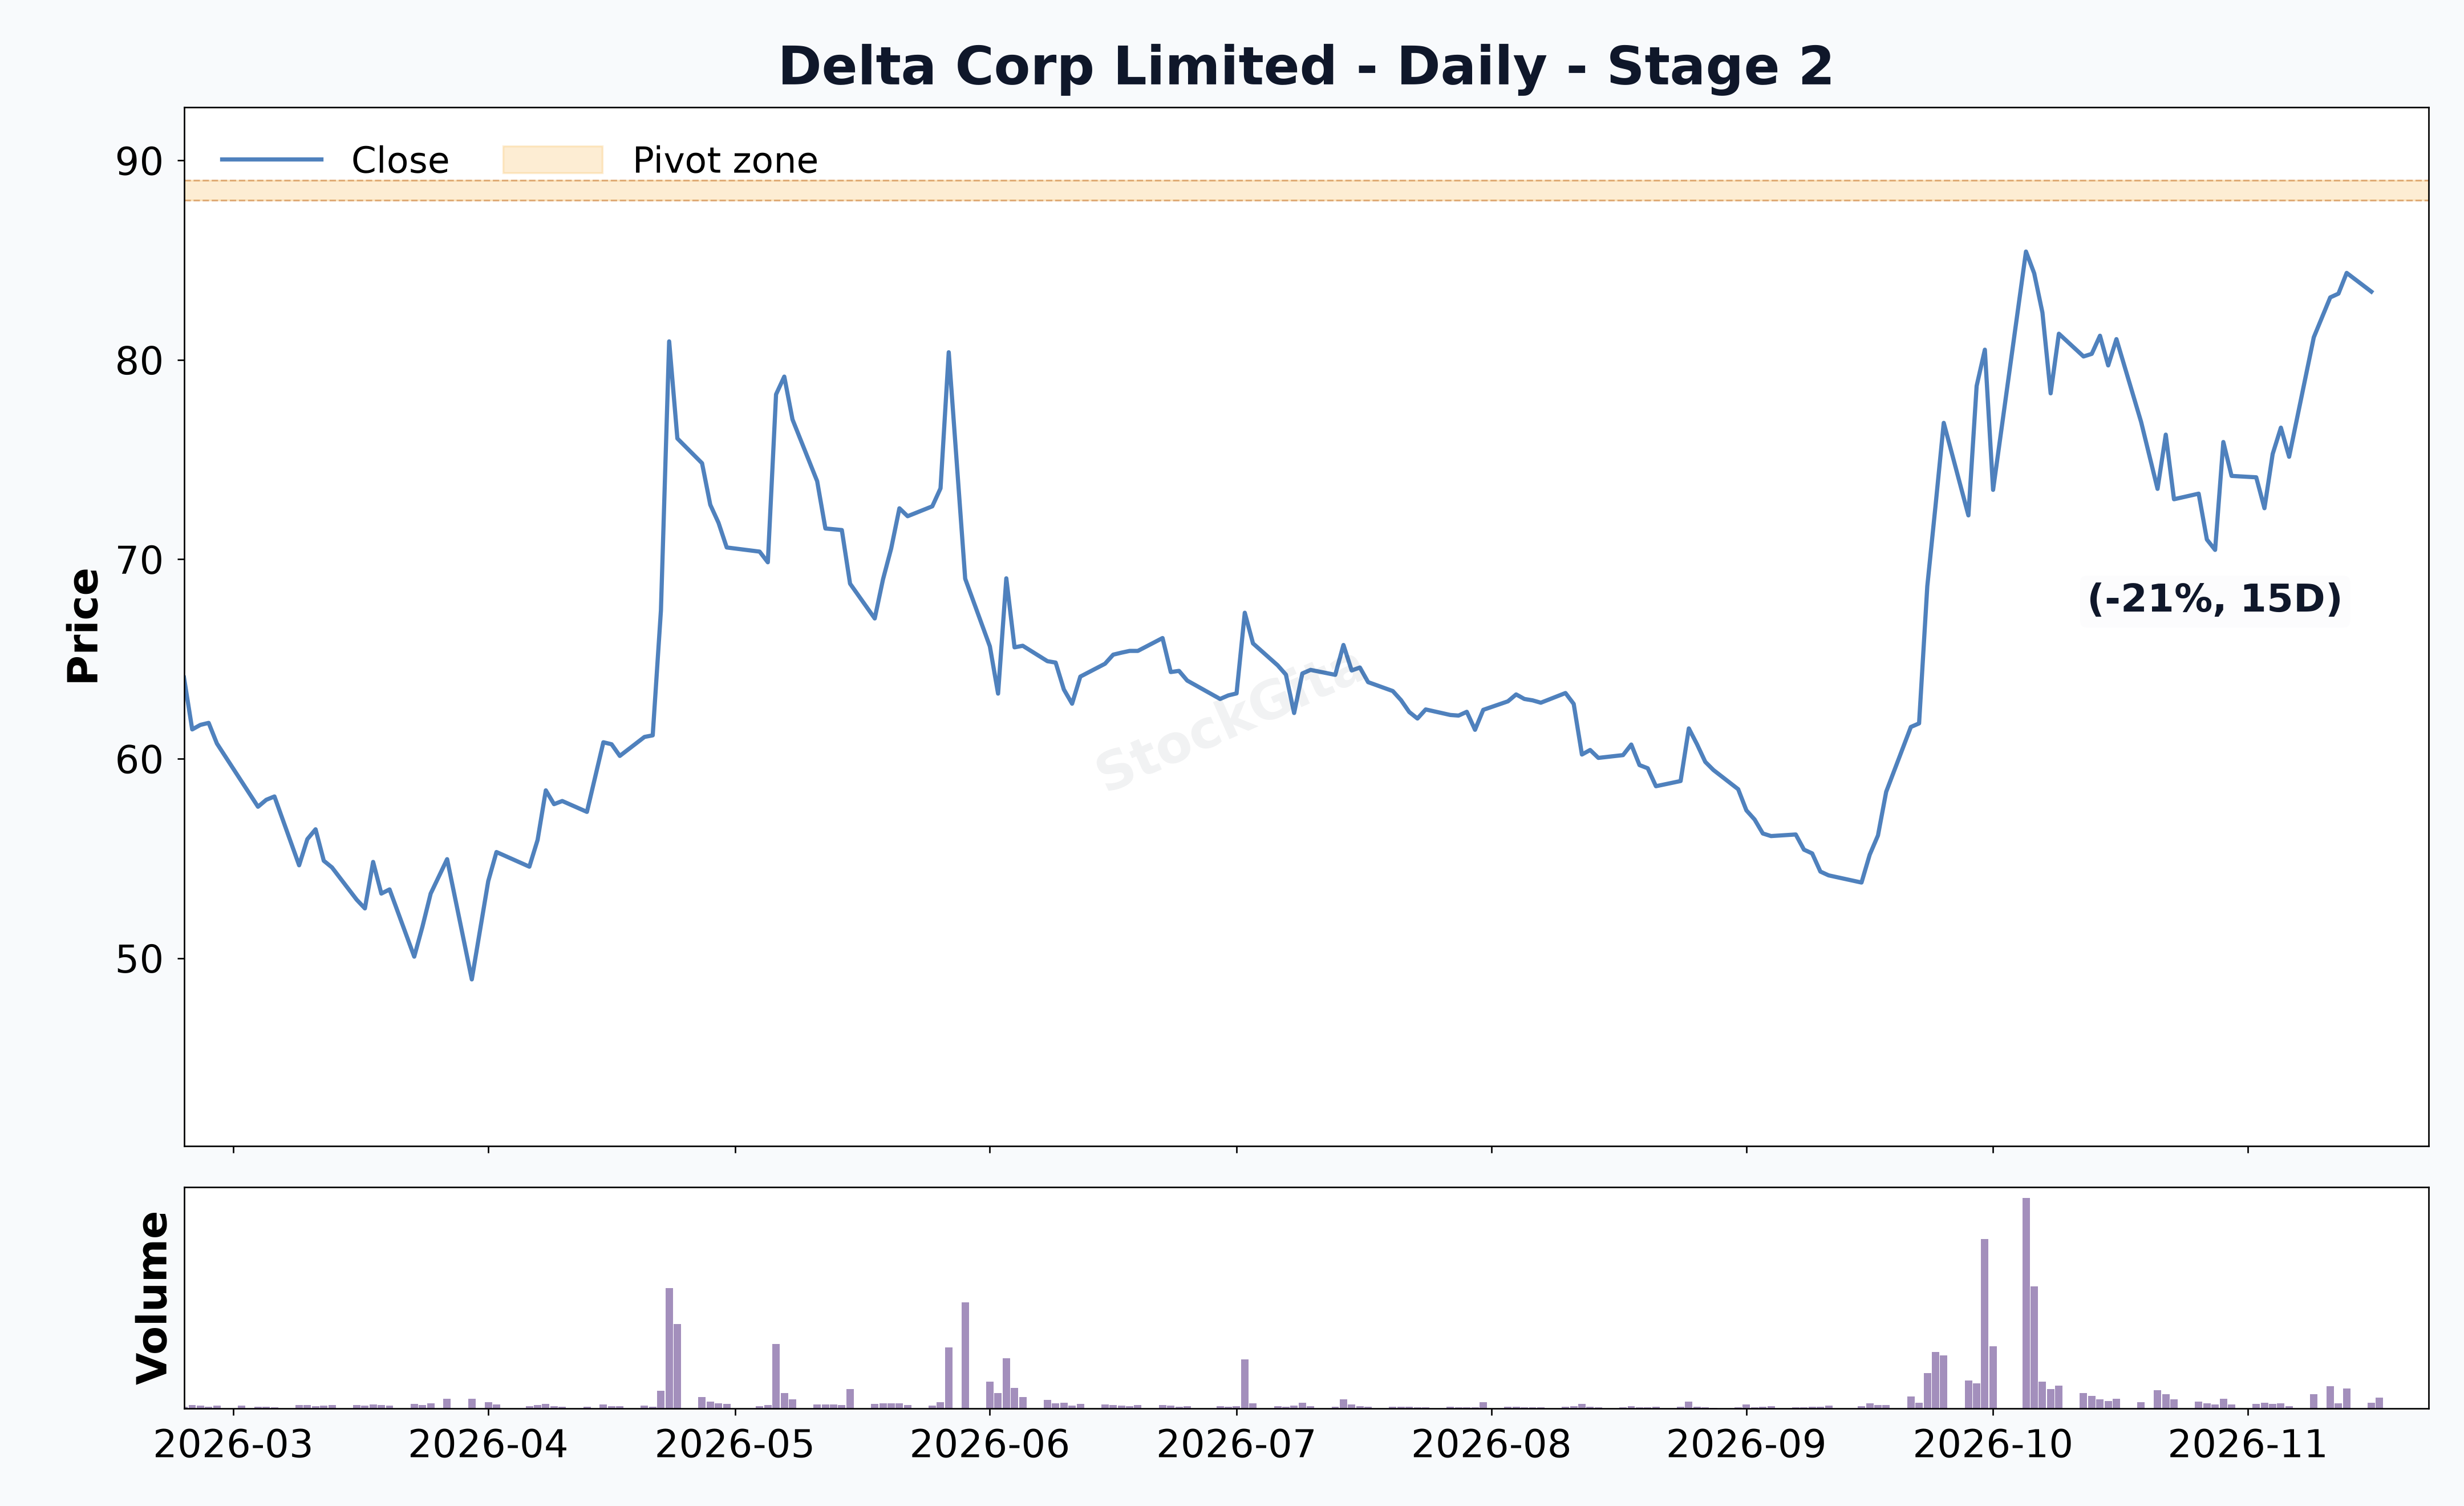 Delta Corp Limited - Daily - Stage 2
Close
Pivot zone
90
80
70
60
50
Price
(-21%, 15D)
StockGita
Volume
2026-03
2026-04
2026-05
2026-06
2026-07
2026-08
2026-09
2026-10
2026-11